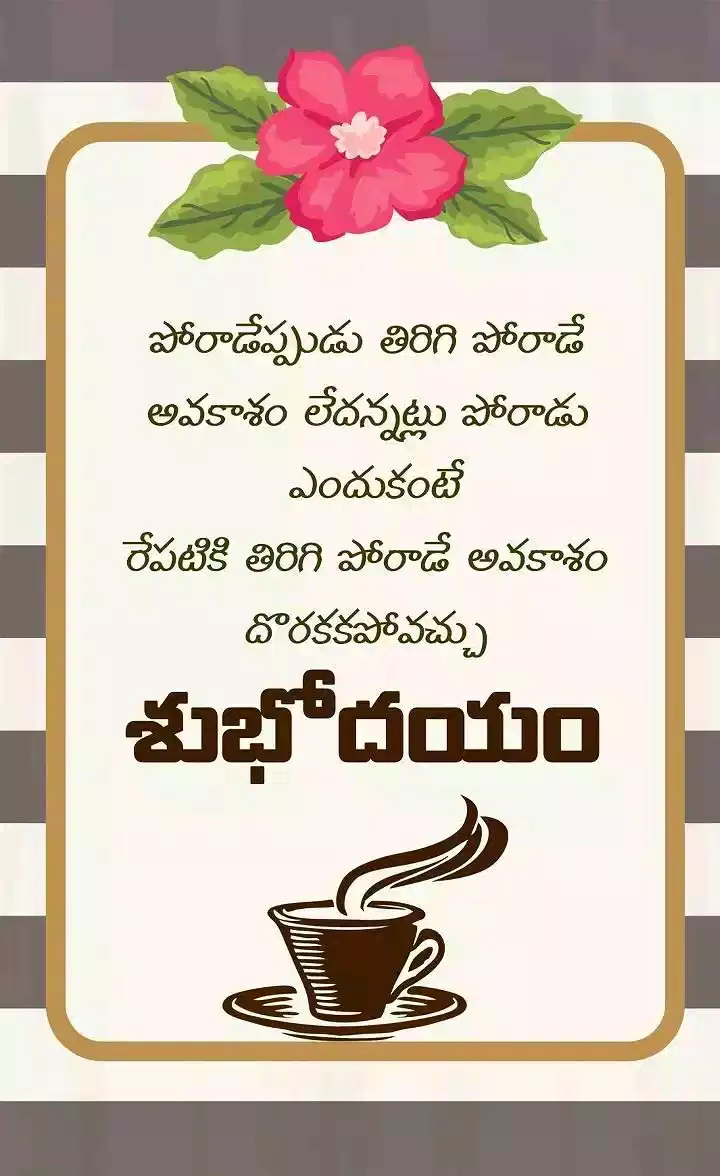 పోరాడేప్పుడు తిరిగి పోరాడే
అవకాశం లేదన్నట్లు పోరాడు
ఎందుకంటే
రేపటికి తిరిగి పోరాడే అవకాశం
దొరకకపోవచ్చు
శుభోదయం